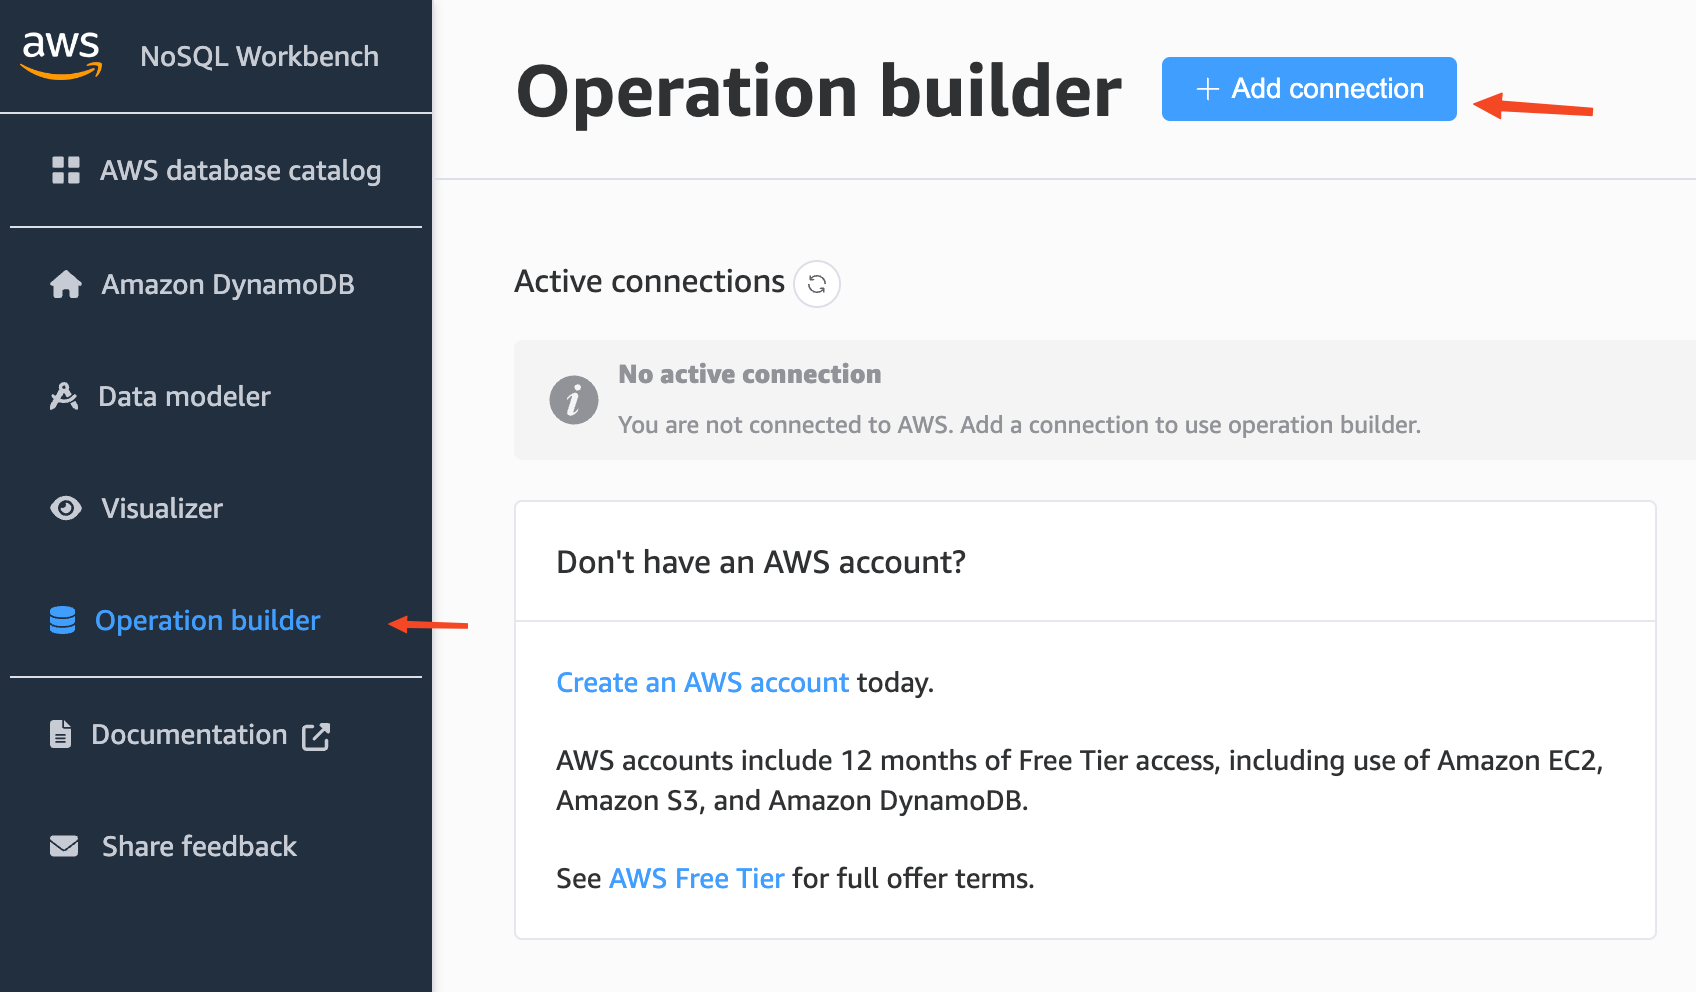 aws
NoSQL Workbench
AWS database catalog
Amazon DynamoDB
Data modeler
Visualizer
Operation builder
Documentation
Share feedback
Operation builder
+ Add connection
Active connections
No active connection
You are not connected to AWS. Add a connection to use operation builder.
Don't have an AWS account?
Create an AWS account today.
AWS accounts include 12 months of Free Tier access, including use of Amazon EC2,
Amazon S3, and Amazon DynamoDB.
See AWS Free Tier for full offer terms.